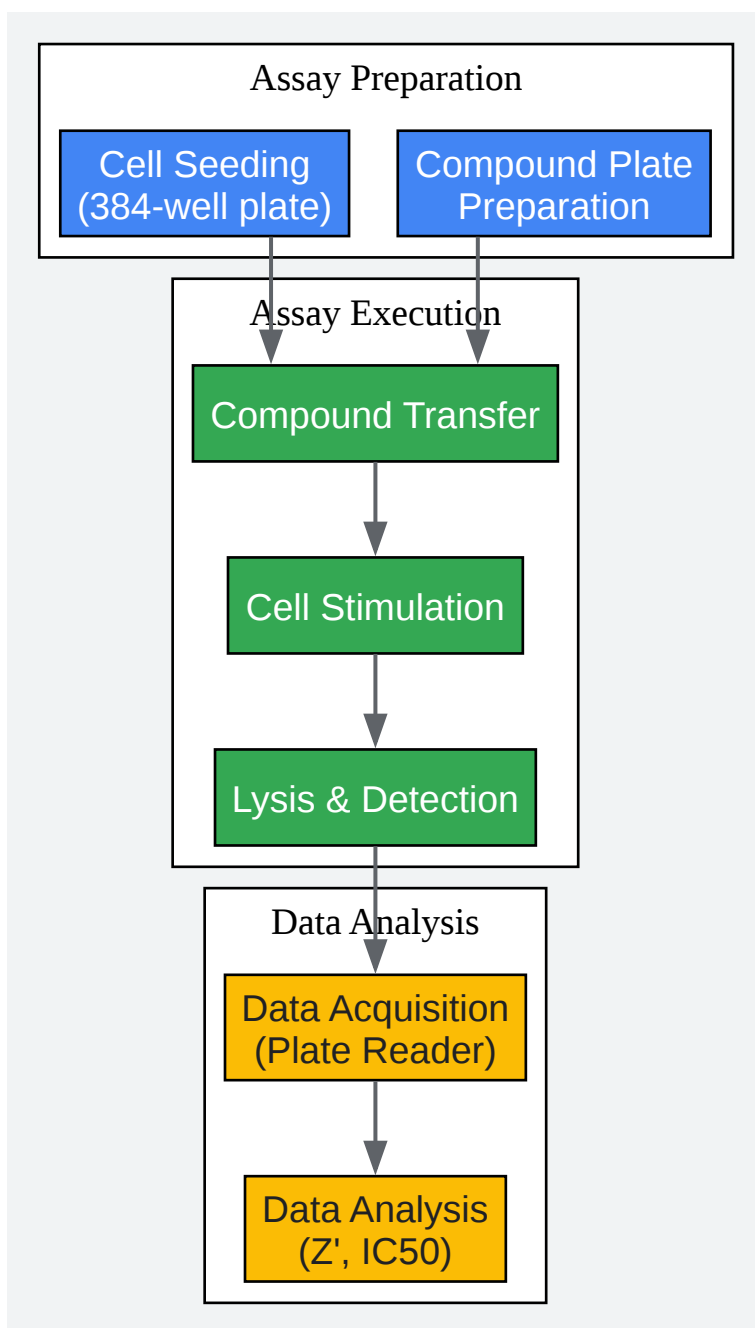 Assay Preparation
Cell Seeding
(384-well plate)
Compound Plate
Preparation
Assay Execution
Compound Transfer
Cell Stimulation
Lysis & Detection
Data Analysis
Data Acquisition
(Plate Reader)
Data Analysis
(Z', IC50)